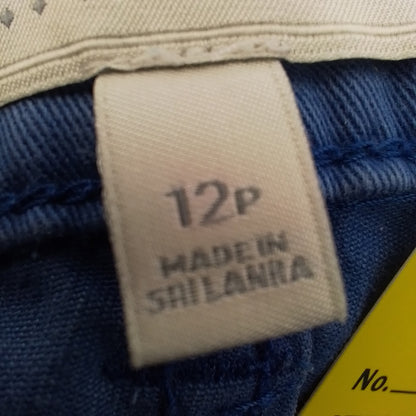 12P
MADE IN
SRI LANKA
No.